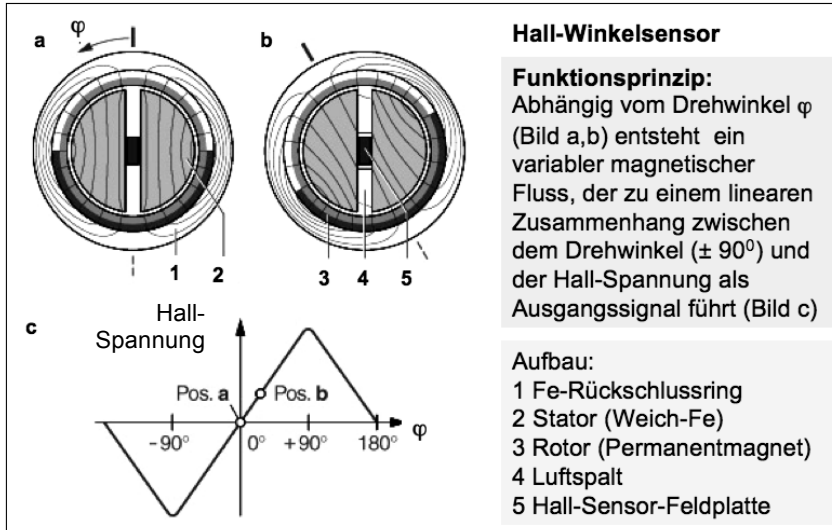 φ
a
b
1
2
3
4
5
c
Hall-
Spannung
Pos. a
Pos. b
-90°
0°
+90°
180°
φ
Hall-Winkelsensor
Funktionsprinzip:
Abhängig vom Drehwinkel φ
(Bild a,b) entsteht ein
variabler magnetischer
Fluss, der zu einem linearen
Zusammenhang zwischen
dem Drehwinkel (± 90⁰) und
der Hall-Spannung als
Ausgangssignal führt (Bild c)
Aufbau:
1 Fe-Rückschlussring
2 Stator (Weich-Fe)
3 Rotor (Permanentmagnet)
4 Luftspalt
5 Hall-Sensor-Feldplatte